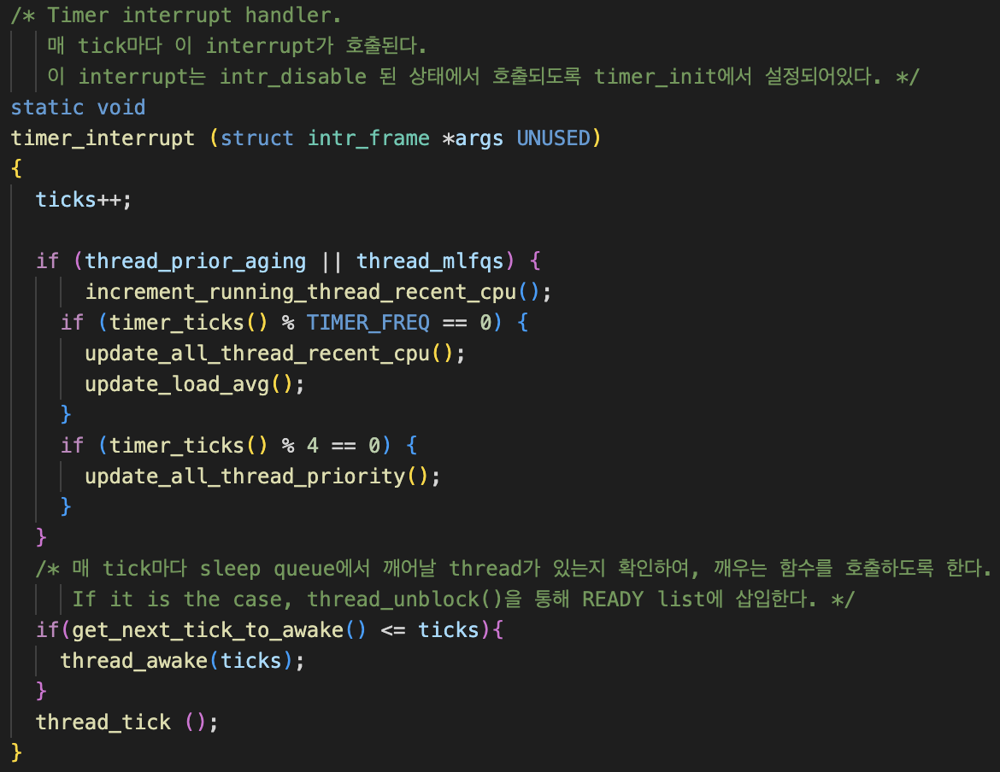 /* Timer interrupt handler.
   매 tick마다 이 interrupt가 호출된다.
   이 interrupt는 intr_disable 된 상태에서 호출되도록 timer_init에서 설정되어있다. */
static void
timer_interrupt (struct intr_frame *args UNUSED)
{
  ticks++;

  if (thread_prior_aging || thread_mlfqs) {
      increment_running_thread_recent_cpu();
    if (timer_ticks() % TIMER_FREQ == 0) {
      update_all_thread_recent_cpu();
      update_load_avg();
    }
    if (timer_ticks() % 4 == 0) {
      update_all_thread_priority();
    }
  }
  /* 매 tick마다 sleep queue에서 깨어날 thread가 있는지 확인하여, 깨우는 함수를 호출하도록 한다.
     If it is the case, thread_unblock()을 통해 READY list에 삽입한다. */
  if(get_next_tick_to_awake() <= ticks){
    thread_awake(ticks);
  }
  thread_tick ();
}